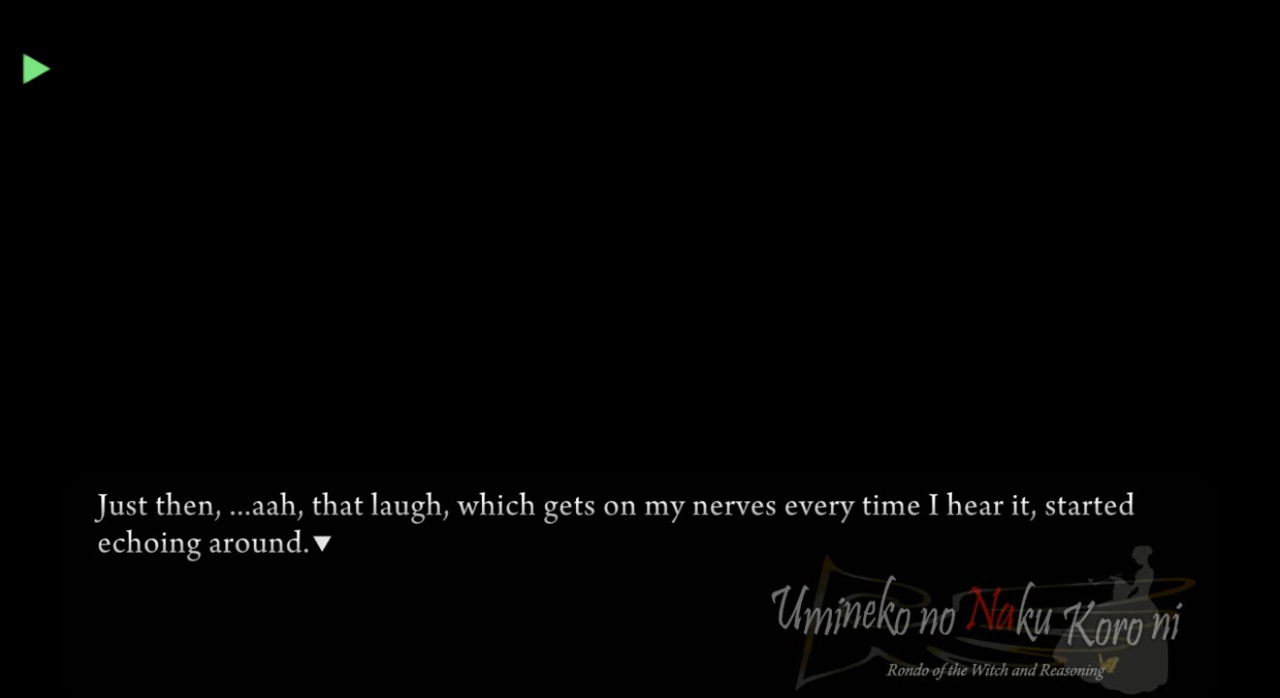 Just then, ...aah, that laugh, which gets on my nerves every time I hear it, started
echoing around.▼
Umineko no Naku Koro ni
Rondo of the Witch and Reasoning